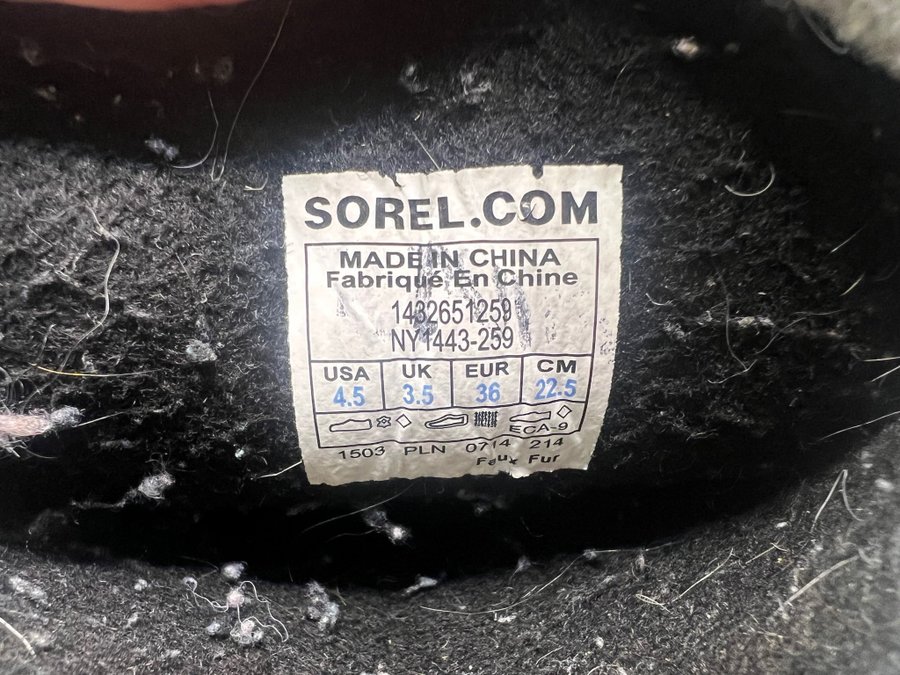 SOREL.COM
MADE IN CHINA
Fabriqué En Chine
1432651259
NY1443-259
USA UK EUR CM
4.5 3.5 36 22.5
ECA-9
1503 PLN 0714 214
Faux Fur